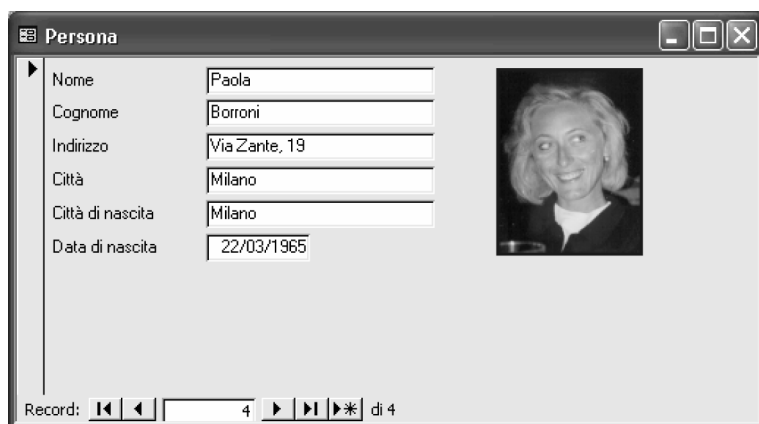 Persona
Nome Paola
Cognome Borroni
Indirizzo Via Zante, 19
Città Milano
Città di nascita Milano
Data di nascita 22/03/1965
Record: 4 di 4